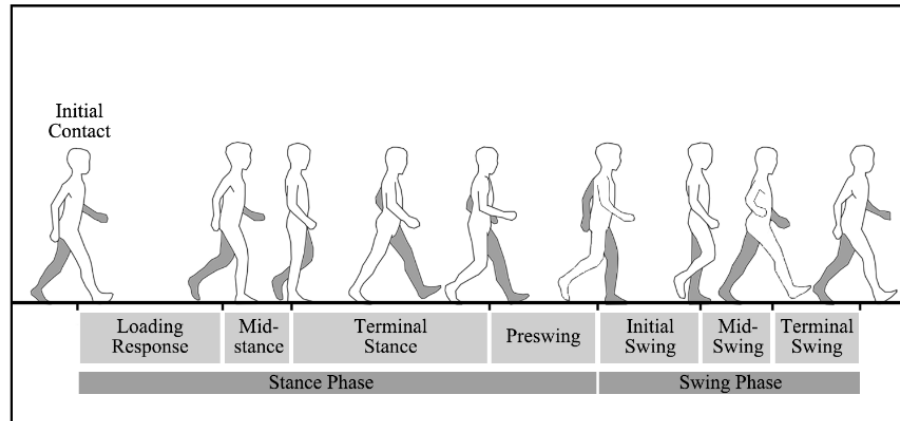 Initial
Contact
Loading
Response
Mid-
stance
Terminal
Stance
Preswing
Initial
Swing
Mid-
Swing
Terminal
Swing
Stance Phase
Swing Phase